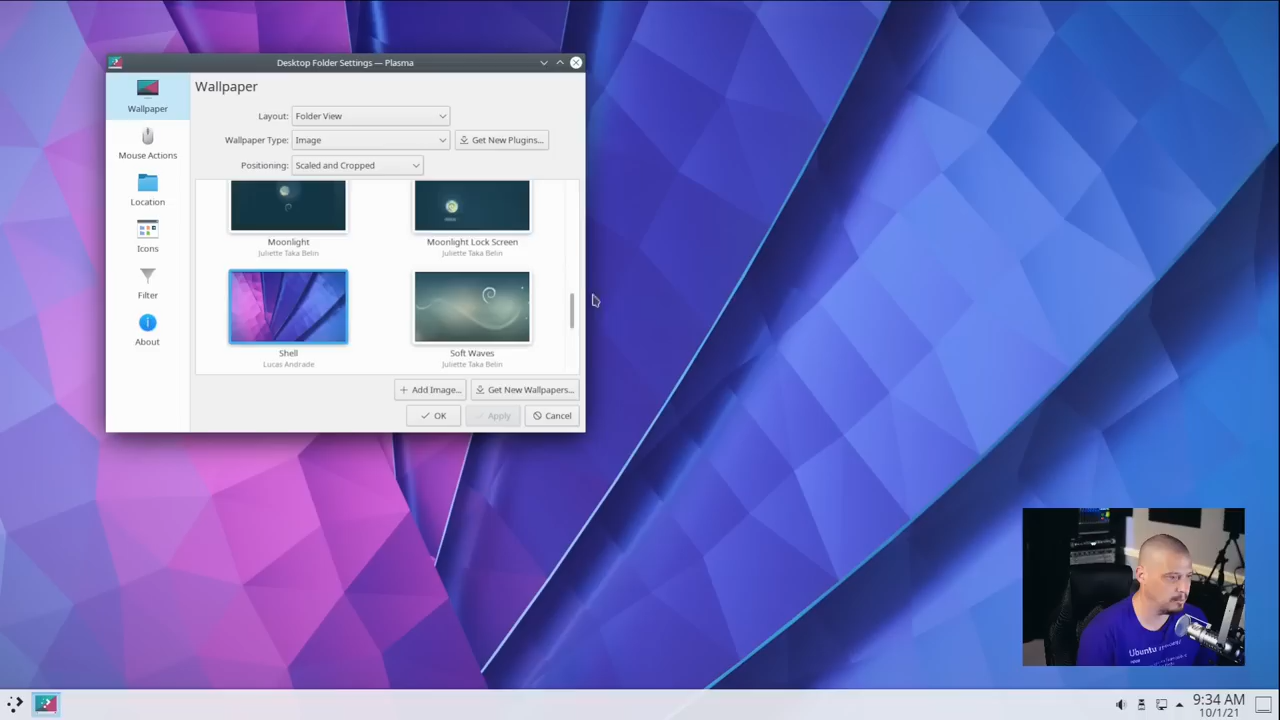 Desktop Folder Settings — Plasma
Wallpaper
Mouse Actions
Location
Icons
Filter
About
Wallpaper
Layout: Folder View
Wallpaper Type: Image Get New Plugins...
Positioning: Scaled and Cropped
Moonlight Moonlight Lock Screen
Juliette Taka Belin Juliette Taka Belin
Shell Soft Waves
Lucas Andrade Juliette Taka Belin
Add Image... Get New Wallpapers...
OK Apply Cancel
Ubuntu
9:34 AM
10/1/21